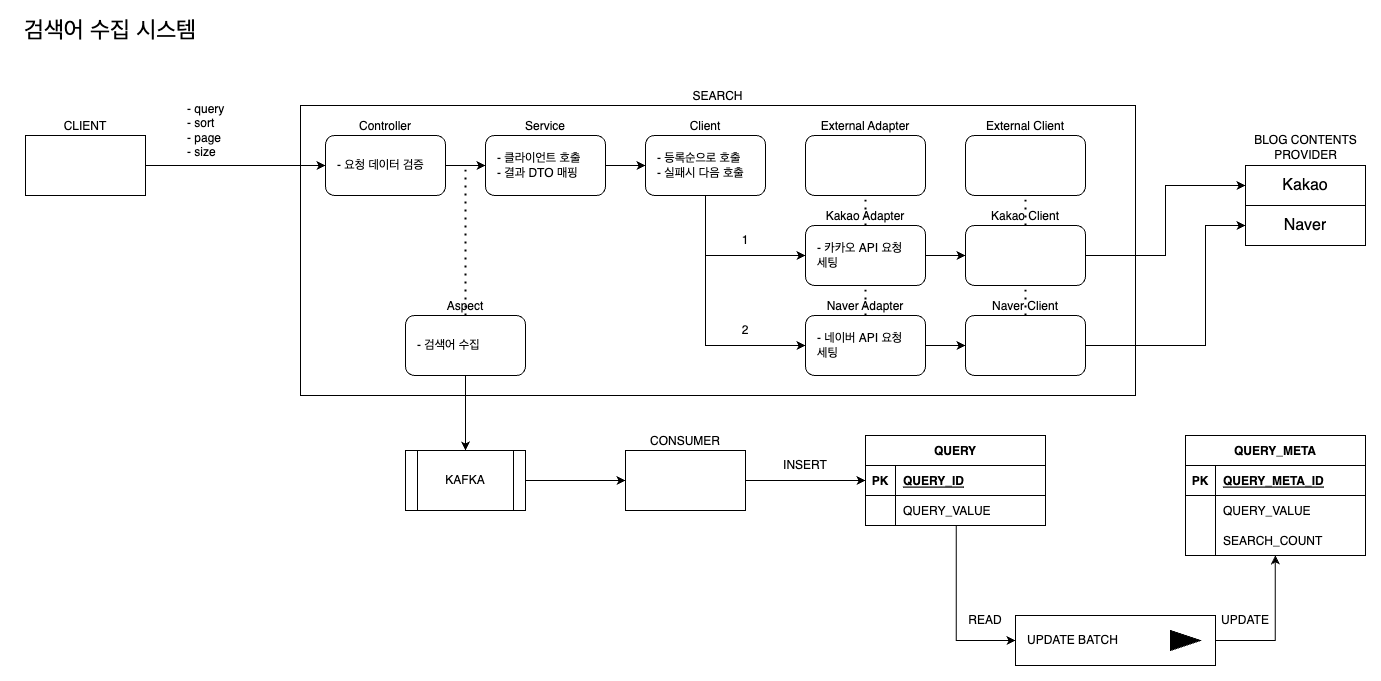 검색어 수집 시스템
SEARCH
CLIENT
- query
- sort
- page
- size
Controller
- 요청 데이터 검증
Service
- 클라이언트 호출
- 결과 DTO 매핑
Client
- 등록순으로 호출
- 실패시 다음 호출
External Adapter
External Client
BLOG CONTENTS
PROVIDER
Kakao
Naver
1
Kakao Adapter
- 카카오 API 요청
세팅
Kakao Client
2
Naver Adapter
- 네이버 API 요청
세팅
Naver Client
Aspect
- 검색어 수집
KAFKA
CONSUMER
INSERT
QUERY
PK QUERY_ID
QUERY_VALUE
QUERY_META
PK QUERY_META_ID
QUERY_VALUE
SEARCH_COUNT
READ
UPDATE BATCH
UPDATE